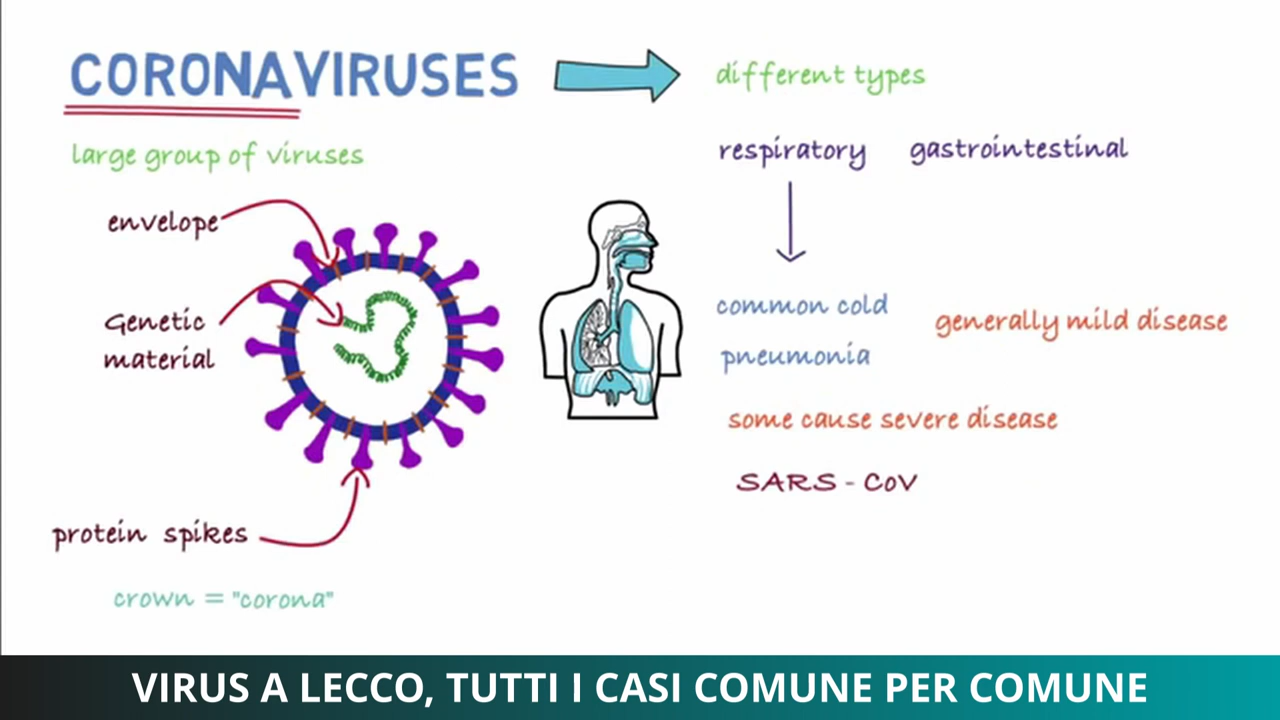 CORONAVIRUSES
large group of viruses
envelope
Genetic
material
protein spikes
crown = "corona"
different types
respiratory gastrointestinal
common cold
pneumonia
generally mild disease
some cause severe disease
SARS - CoV
VIRUS A LECCO, TUTTI I CASI COMUNE PER COMUNE